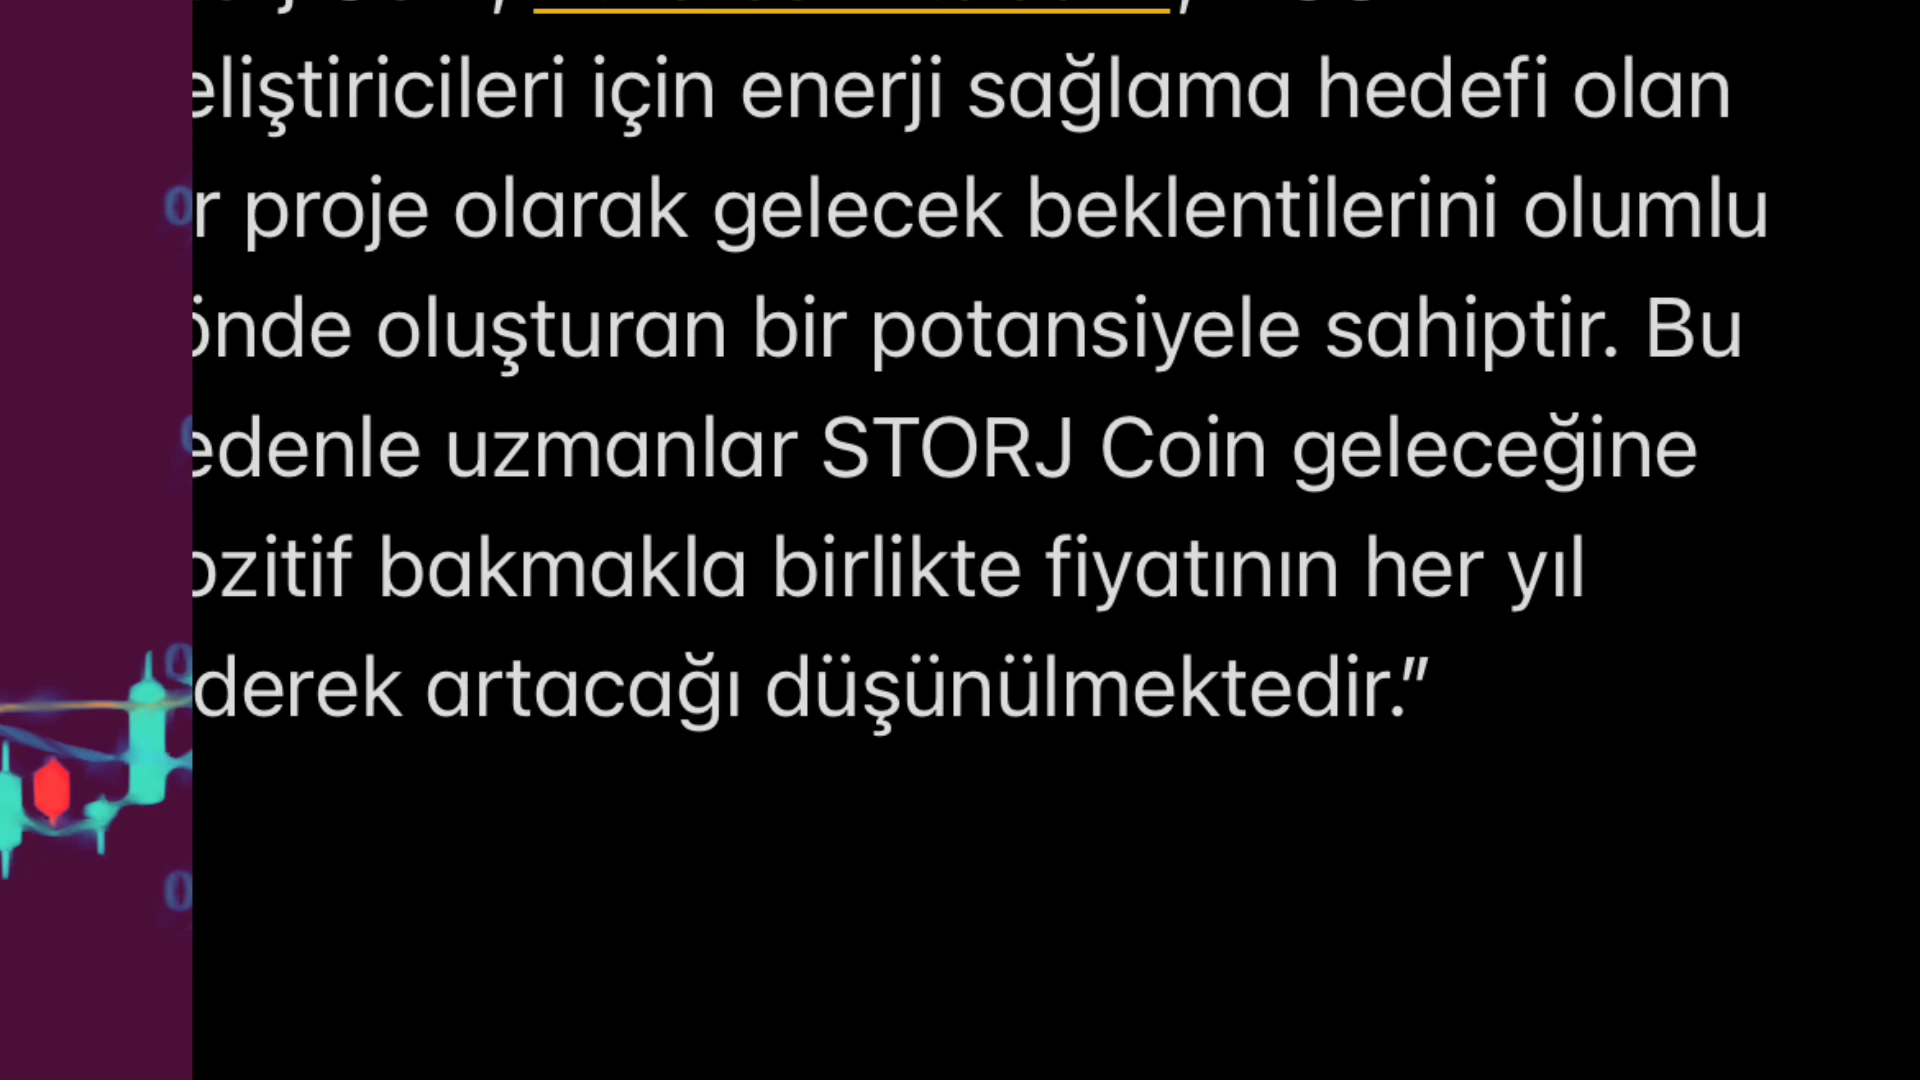 eliştiricileri için enerji sağlama hedefi olan
r proje olarak gelecek beklentilerini olumlu
önde oluşturan bir potansiyele sahiptir. Bu
edenle uzmanlar STORJ Coin geleceğine
ozitif bakmakla birlikte fiyatının her yıl
derek artacağı düşünülmektedir.”